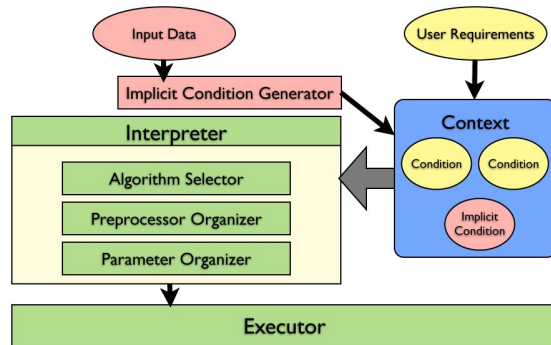 Input Data
User Requirements
Implicit Condition Generator
Context
Interpreter
Condition
Condition
Algorithm Selector
Preprocessor Organizer
Implicit
Condition
Parameter Organizer
Executor